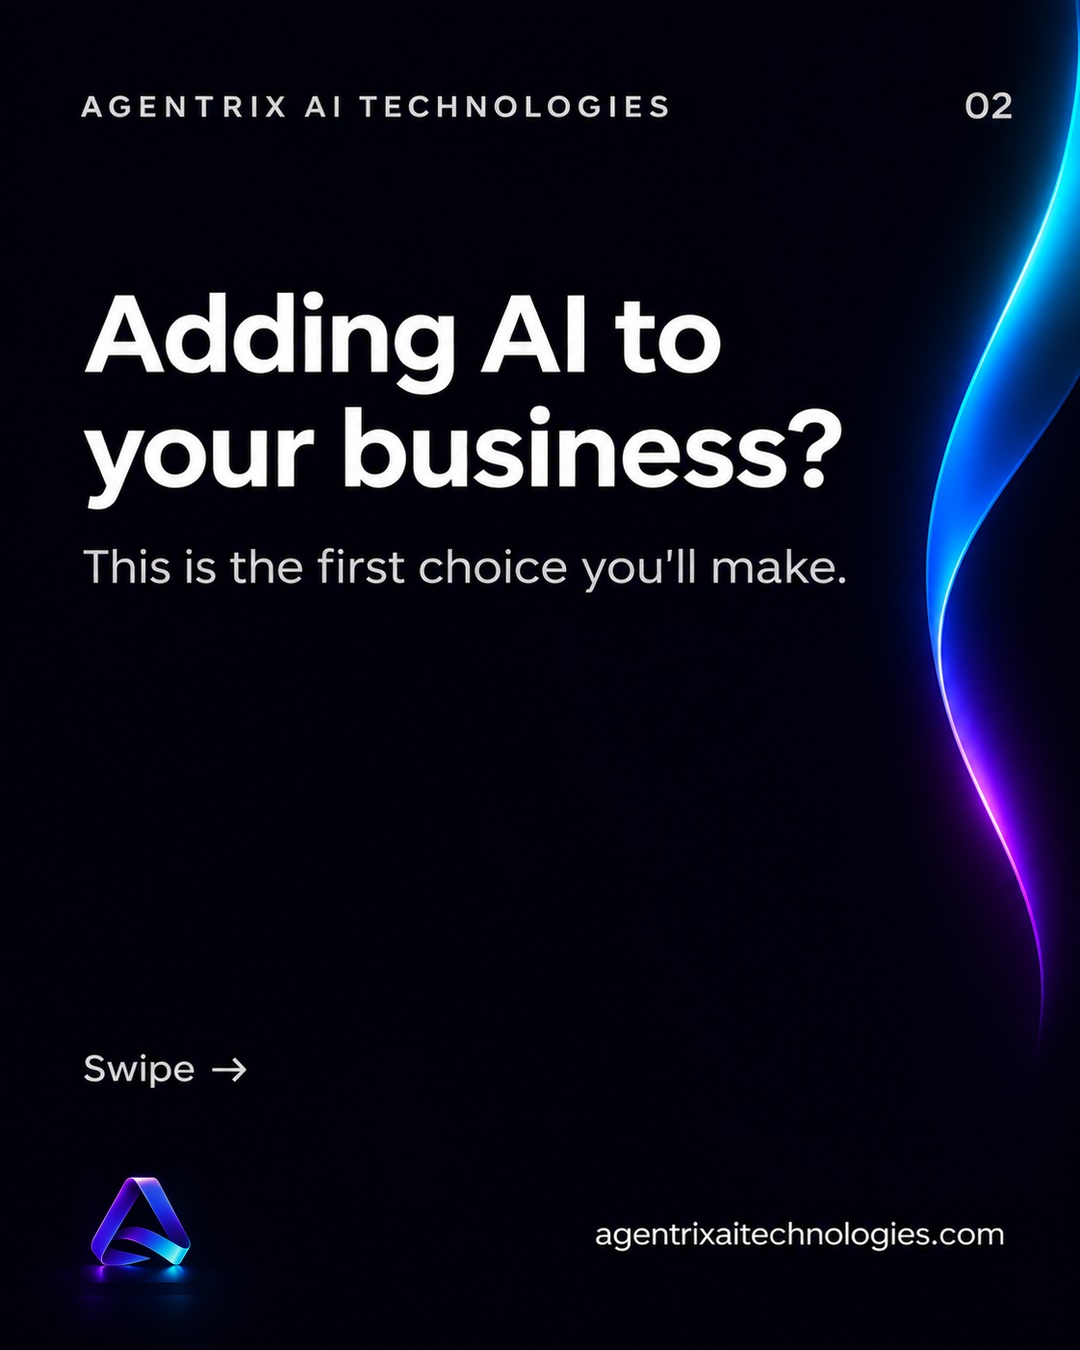 AGENTRIX AI TECHNOLOGIES
02
Adding AI to
your business?
This is the first choice you'll make.
Swipe →
agentrixaitechnologies.com